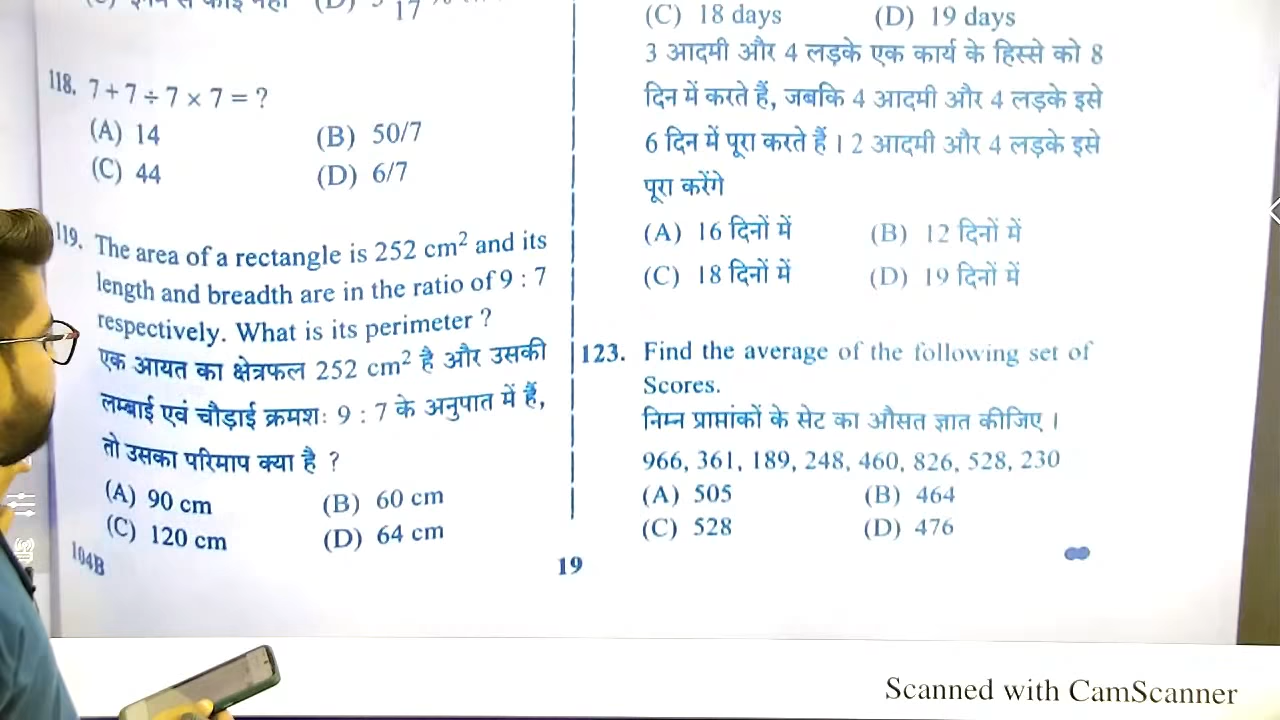 17
118. 7 + 7 ÷ 7 × 7 = ?
(A) 14 (B) 50/7
(C) 44 (D) 6/7
119. The area of a rectangle is 252 cm² and its
length and breadth are in the ratio of 9 : 7
respectively. What is its perimeter ?
एक आयत का क्षेत्रफल 252 cm² है और उसकी
लम्बाई एवं चौड़ाई क्रमशः 9 : 7 के अनुपात में हैं,
तो उसका परिमाप क्या है ?
(A) 90 cm (B) 60 cm
(C) 120 cm (D) 64 cm
104B
19
(C) 18 days (D) 19 days
3 आदमी और 4 लड़के एक कार्य के हिस्से को 8
दिन में करते हैं, जबकि 4 आदमी और 4 लड़के इसे
6 दिन में पूरा करते हैं । 2 आदमी और 4 लड़के इसे
पूरा करेंगे
(A) 16 दिनों में (B) 12 दिनों में
(C) 18 दिनों में (D) 19 दिनों में
123. Find the average of the following set of
Scores.
निम्न प्राप्तांकों के सेट का औसत ज्ञात कीजिए ।
966, 361, 189, 248, 460, 826, 528, 230
(A) 505 (B) 464
(C) 528 (D) 476
Scanned with CamScanner